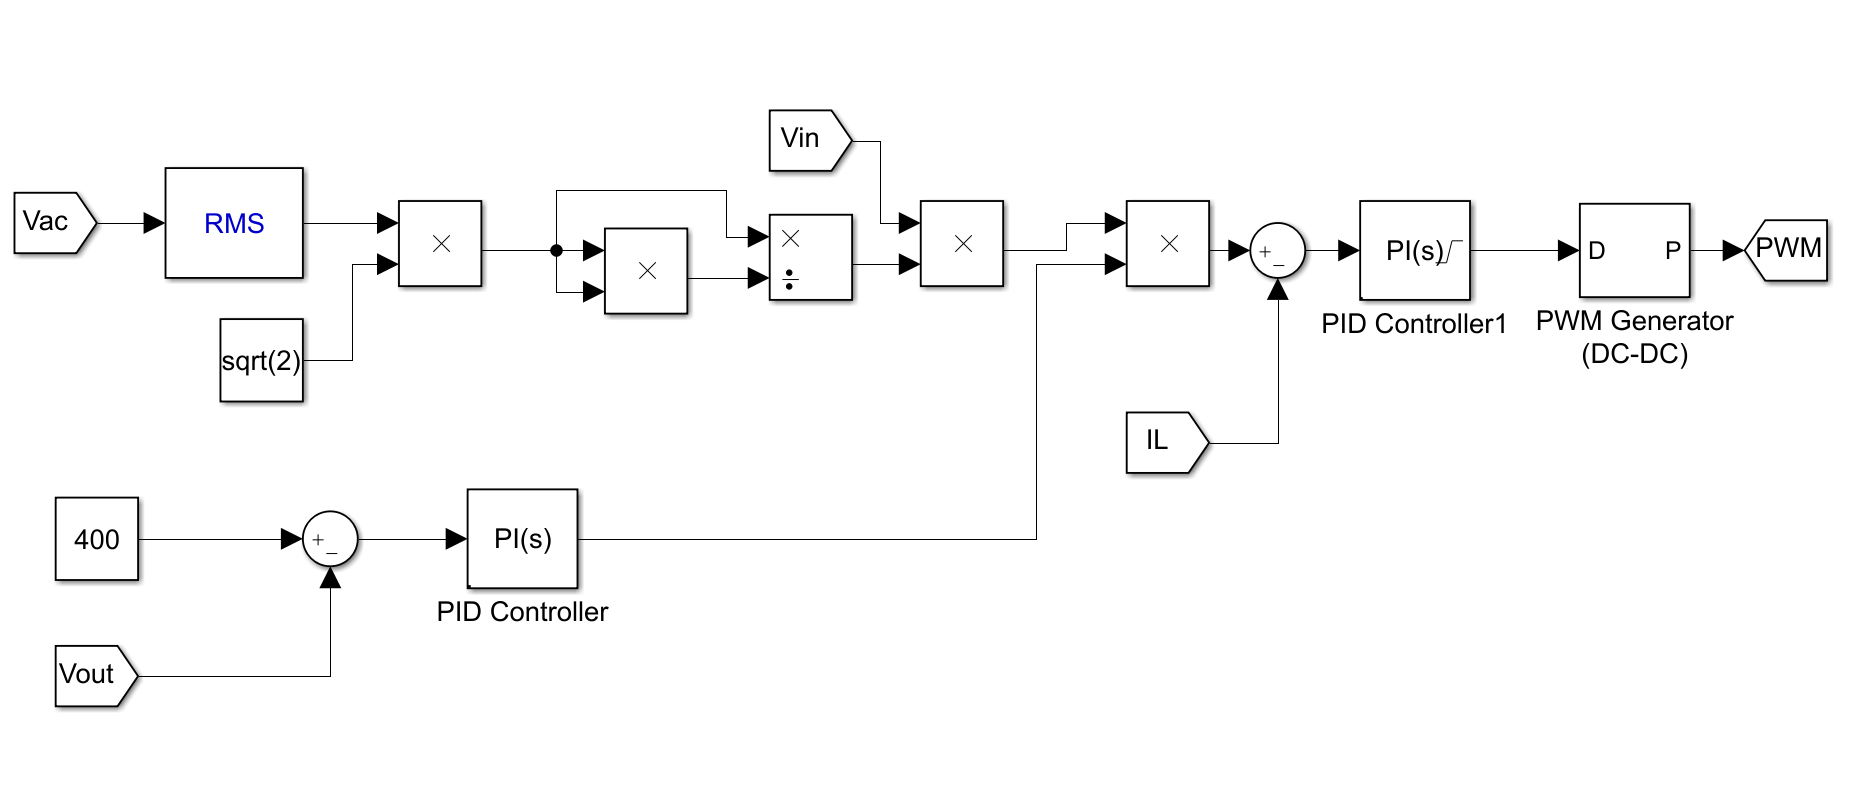 Vin
Vac
RMS
×
×
×
÷
×
×
+
−
PI(s)
D
P
PWM
PID Controller1
PWM Generator
(DC-DC)
sqrt(2)
IL
400
+
−
PI(s)
PID Controller
Vout